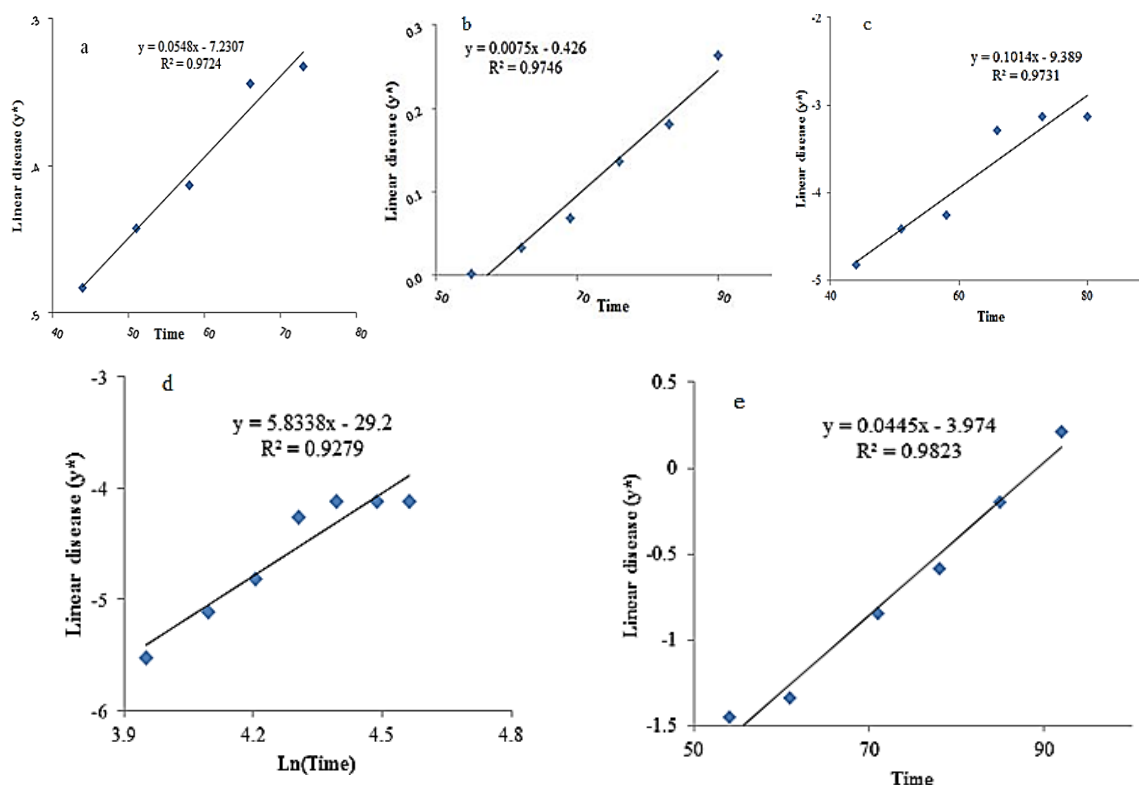 a
y = 0.0548x - 7.2307
R² = 0.9724
Linear disease (y*)
.3
.4
.5
40 50 60 70 80
Time
b
y = 0.0075x - 0.426
R² = 0.9746
Linear disease (y*)
0.3
0.2
0.1
0.0
50 70 90
Time
c
y = 0.1014x - 9.389
R² = 0.9731
Linear disease (y*)
-2
-3
-4
-5
40 60 80
Time
d
y = 5.8338x - 29.2
R² = 0.9279
Linear disease (y*)
-3
-4
-5
-6
3.9 4.2 4.5 4.8
Ln(Time)
e
y = 0.0445x - 3.974
R² = 0.9823
Linear disease (y*)
0.5
0
-0.5
-1
-1.5
50 70 90
Time